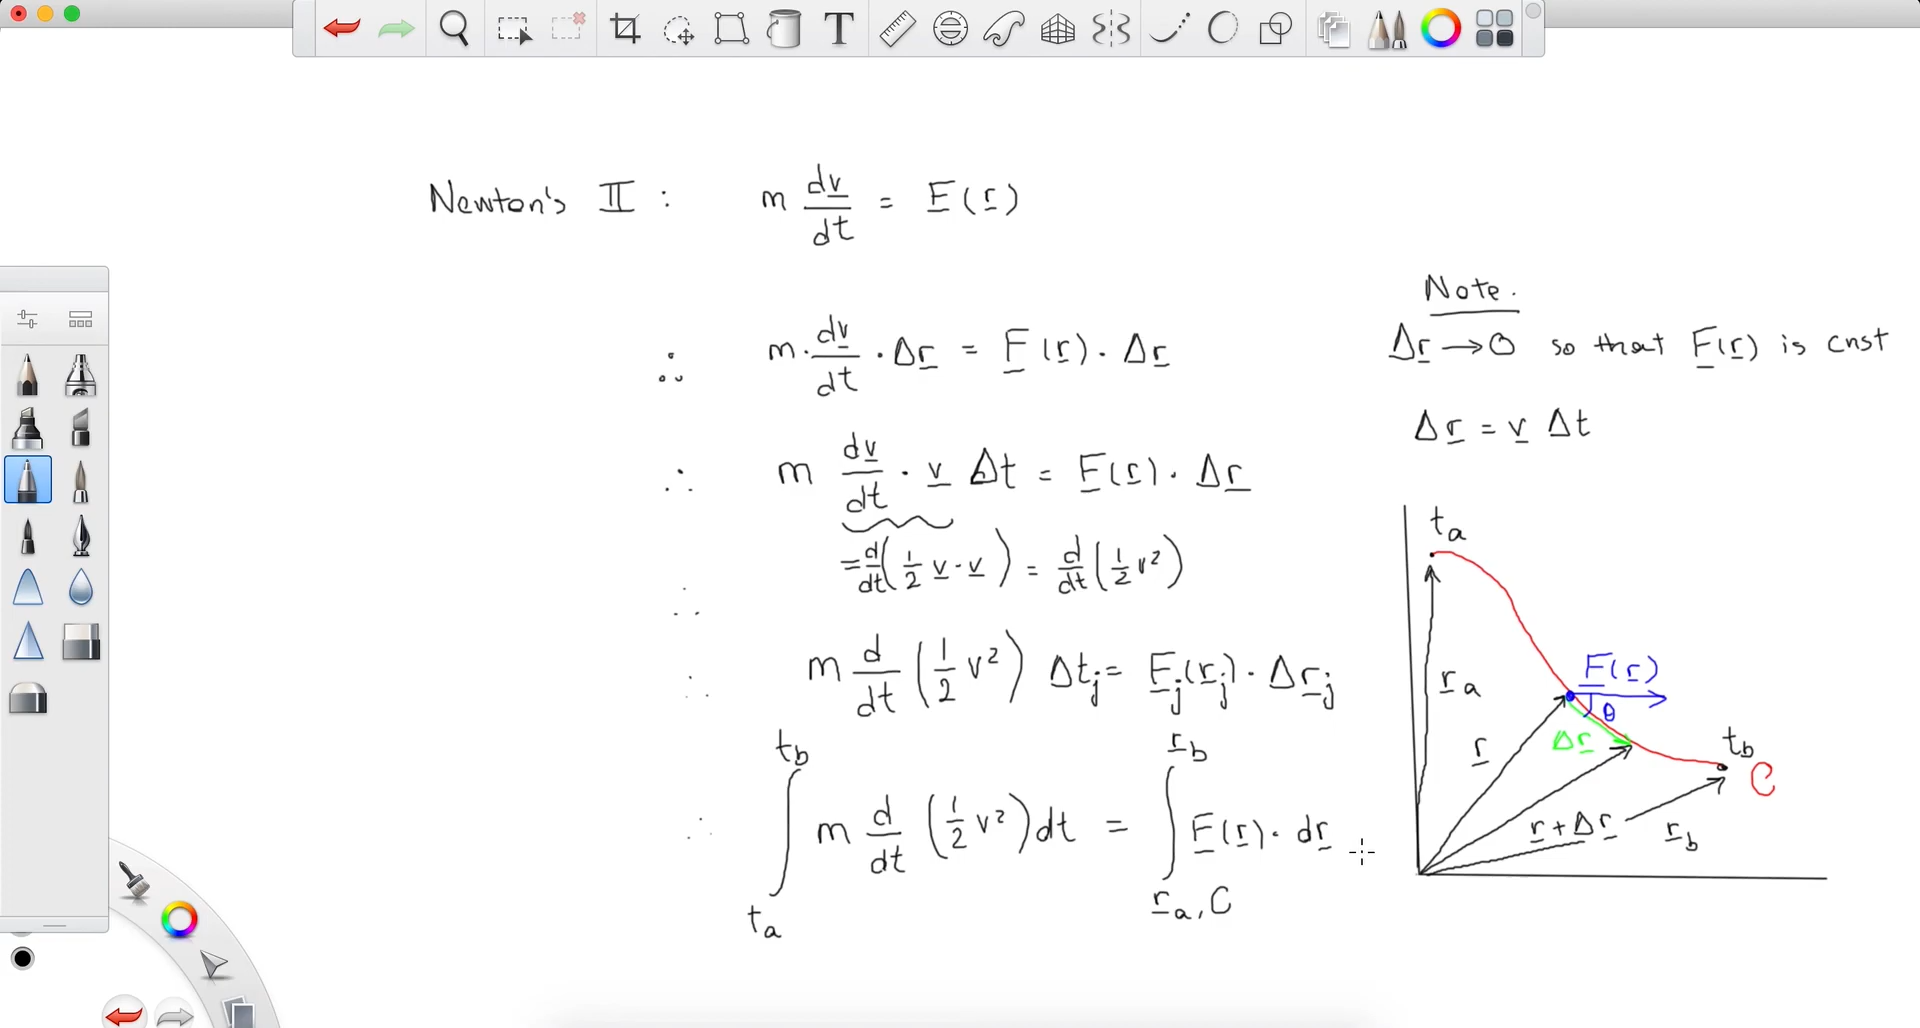 T
Newton's II : m dv/dt = F(r)
Note.
∴ m · dv/dt · Δr = F(r) · Δr
Δr → 0 so that F(r) is cnst
∴ m dv/dt · v Δt = F(r) · Δr
Δr = v Δt
= d/dt (1/2 v · v) = d/dt (1/2 v²)
∴ m d/dt (1/2 v²) Δtj = Fj(rj) · Δrj
∴ ∫ta^tb m d/dt (1/2 v²) dt = ∫ra, C^rb F(r) · dr
ta
F(r)
ra
θ
Δr
r
tb
C
r + Δr
rb